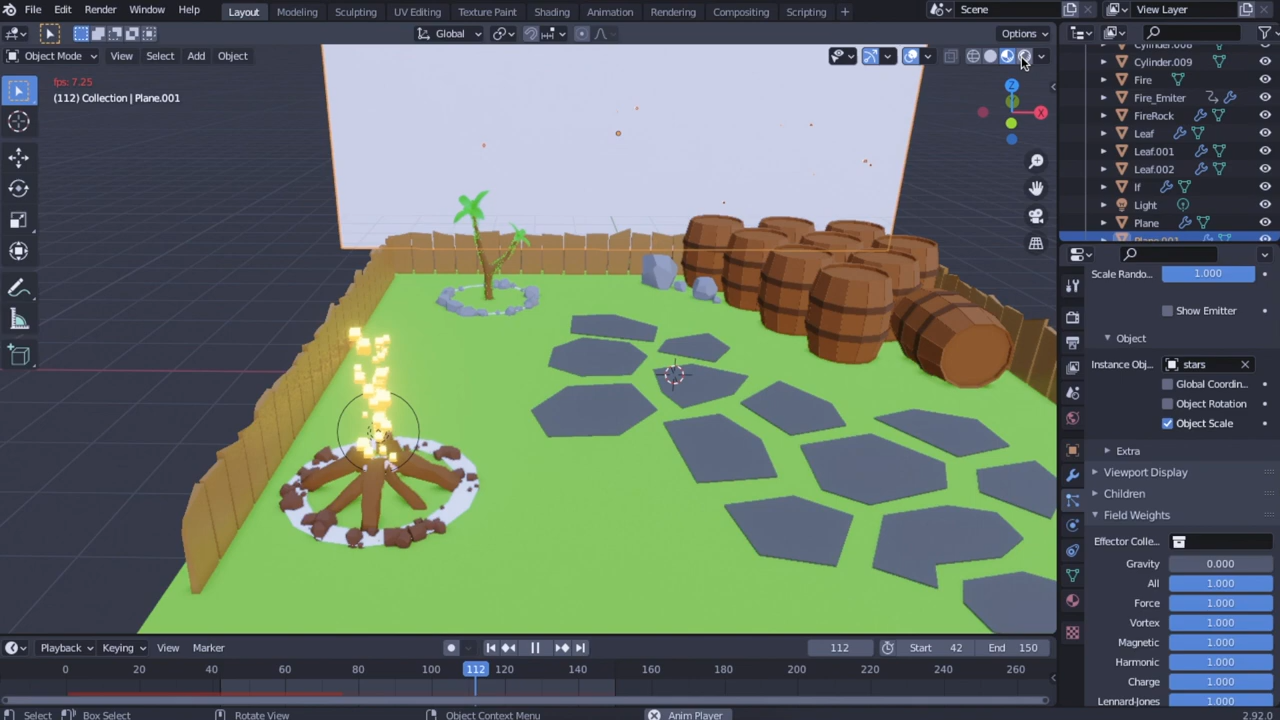 File Edit Render Window Help Layout Modeling Sculpting UV Editing Texture Paint Shading Animation Rendering Compositing Scripting + Scene View Layer
Global Options
Object Mode View Select Add Object
fps: 7.25
(112) Collection | Plane.001
Z
X
Cylinder.008
Cylinder.009
Fire
Fire_Emiter
FireRock
Leaf
Leaf.001
Leaf.002
lf
Light
Plane
Plane.001
Scale Rando... 1.000
Show Emitter
Object
Instance Obj... stars
Global Coordin...
Object Rotation
Object Scale
Extra
Viewport Display
Children
Field Weights
Effector Colle...
Gravity 0.000
All 1.000
Force 1.000
Vortex 1.000
Magnetic 1.000
Harmonic 1.000
Charge 1.000
Lennard-Jones 1.000
Playback Keying View Marker 112 Start 42 End 150
0 20 40 60 80 100 112 120 140 160 180 200 220 240 260
Select Box Select Rotate View Object Context Menu Anim Player 2.92.0